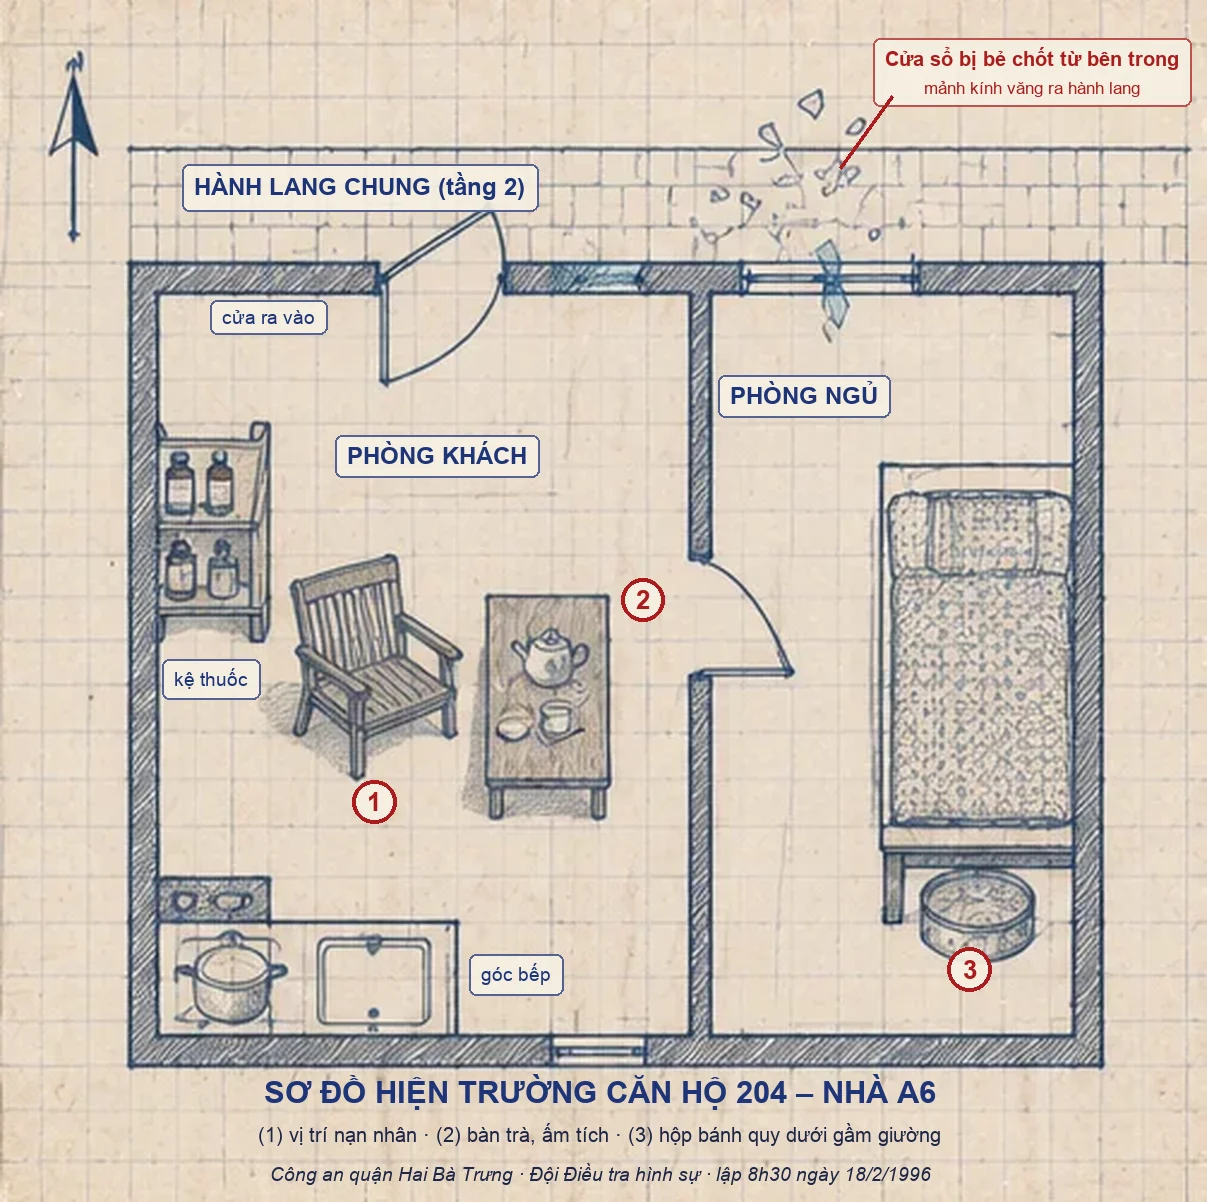 N
Cửa sổ bị bẻ chốt từ bên trong
mảnh kính văng ra hành lang
HÀNH LANG CHUNG (tầng 2)
cửa ra vào
PHÒNG NGỦ
PHÒNG KHÁCH
2
kệ thuốc
1
góc bếp
3
SƠ ĐỒ HIỆN TRƯỜNG CĂN HỘ 204 – NHÀ A6
(1) vị trí nạn nhân · (2) bàn trà, ấm tích · (3) hộp bánh quy dưới gầm giường
Công an quận Hai Bà Trưng · Đội Điều tra hình sự · lập 8h30 ngày 18/2/1996